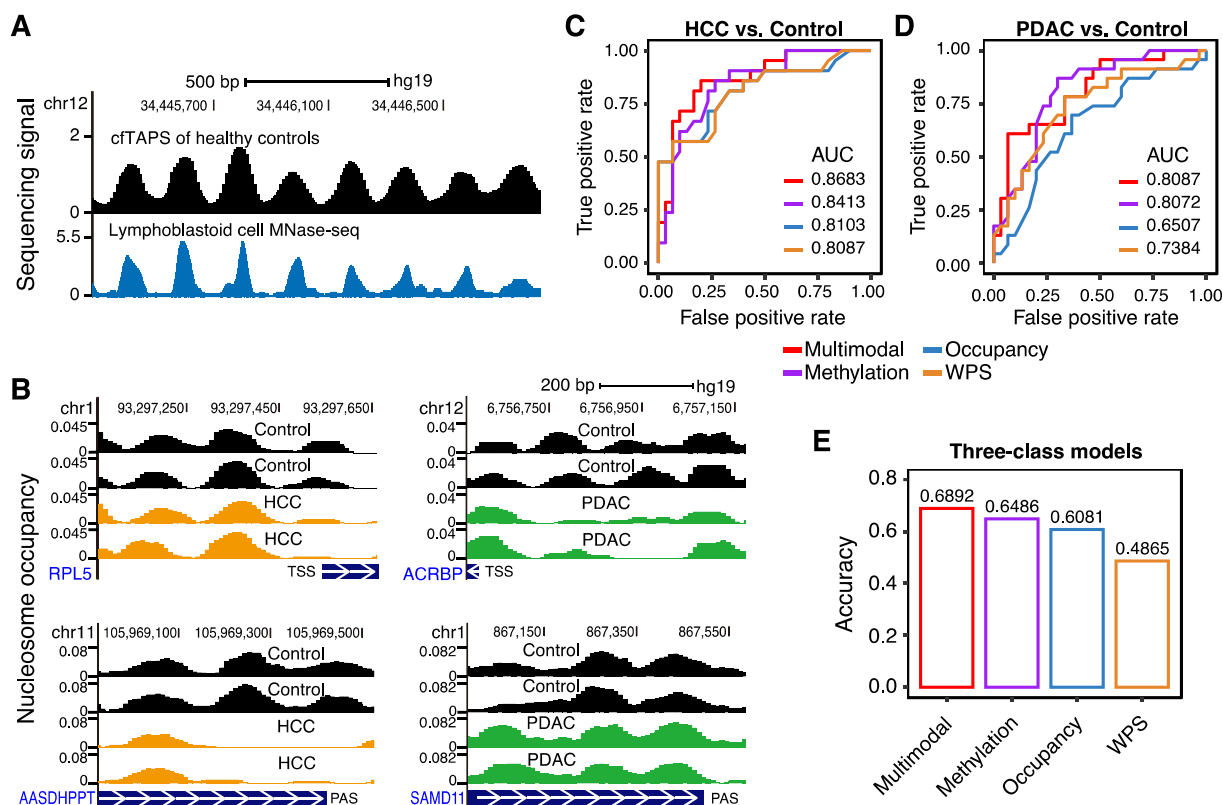 A
500 bp
hg19
chr12
34,445,700
34,446,100
34,446,500
Sequencing signal
2
cfTAPS of healthy controls
0
5.5
Lymphoblastoid cell MNase-seq
0
B
Nucleosome occupancy
chr1
93,297,250
93,297,450
93,297,650
0.045
Control
0
0.045
Control
0
0.045
HCC
0
0.045
HCC
0
RPL5
TSS
200 bp
hg19
chr12
6,756,750
6,756,950
6,757,150
0.04
Control
0
0.04
Control
0
0.04
PDAC
0
0.04
PDAC
0
ACRBP
TSS
chr11
105,969,100
105,969,300
105,969,500
0.08
Control
0
0.08
Control
0
0.08
HCC
0
0.08
HCC
0
AASDHPPT
PAS
chr1
867,150
867,350
867,550
0.082
Control
0
0.082
Control
0
0.082
PDAC
0
0.082
PDAC
0
SAMD11
PAS
C
HCC vs. Control
True positive rate
1.00
0.75
0.50
0.25
0.00
AUC
0.8683
0.8413
0.8103
0.8087
0.00 0.25 0.50 0.75 1.00
False positive rate
D
PDAC vs. Control
True positive rate
1.00
0.75
0.50
0.25
0.00
AUC
0.8087
0.8072
0.6507
0.7384
0.00 0.25 0.50 0.75 1.00
False positive rate
Multimodal
Occupancy
Methylation
WPS
E
Three-class models
Accuracy
0.8
0.6
0.4
0.2
0.0
0.6892
0.6486
0.6081
0.4865
Multimodal
Methylation
Occupancy
WPS